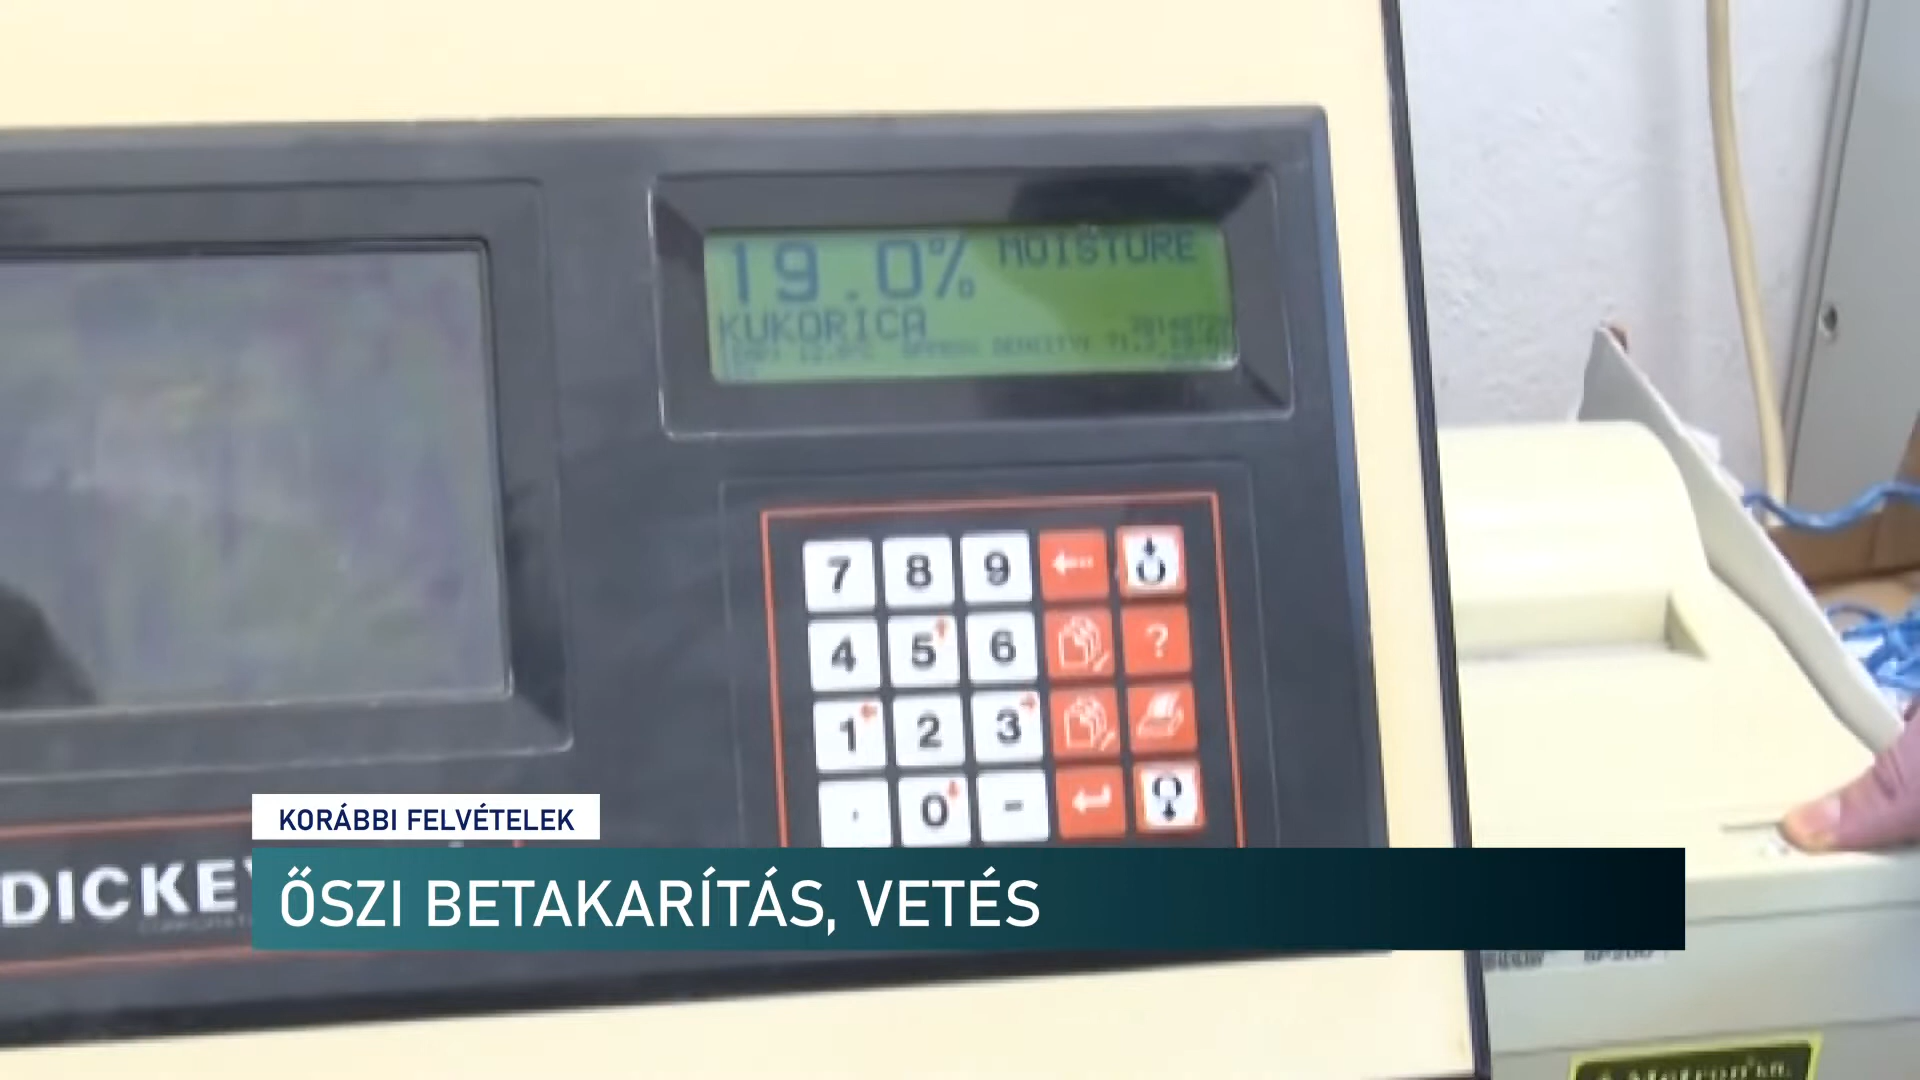 19.0% MOISTURE
KUKORICA
7 8 9
4 5 6 ?
1 2 3
. 0 -
KORÁBBI FELVÉTELEK
DICKEY
ŐSZI BETAKARÍTÁS, VETÉS